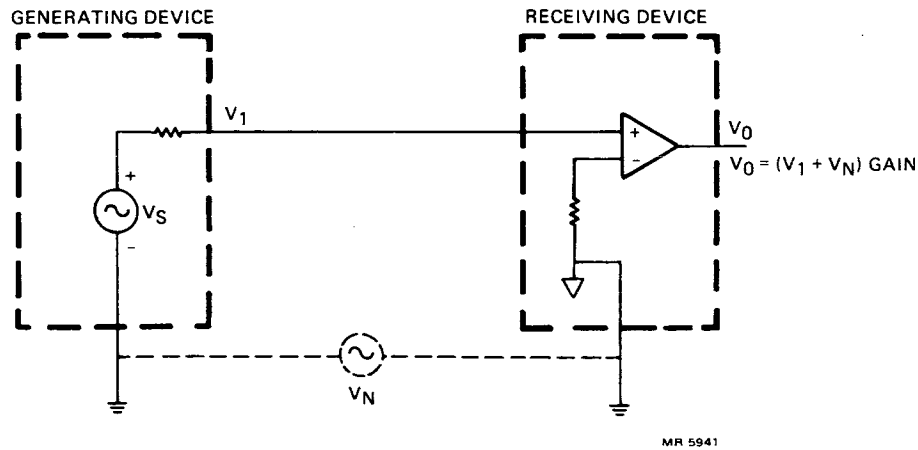 GENERATING DEVICE
RECEIVING DEVICE
V1
+
VS
−
+
−
V0
V0 = (V1 + VN) GAIN
VN
MR 5941